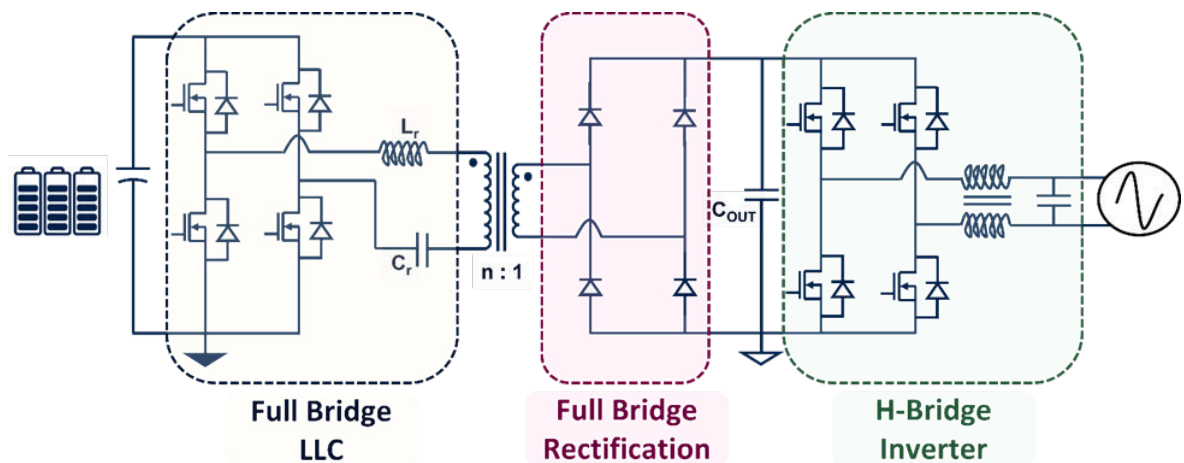 Lr
Cr
n : 1
COUT
Full Bridge
LLC
Full Bridge
Rectification
H-Bridge
Inverter